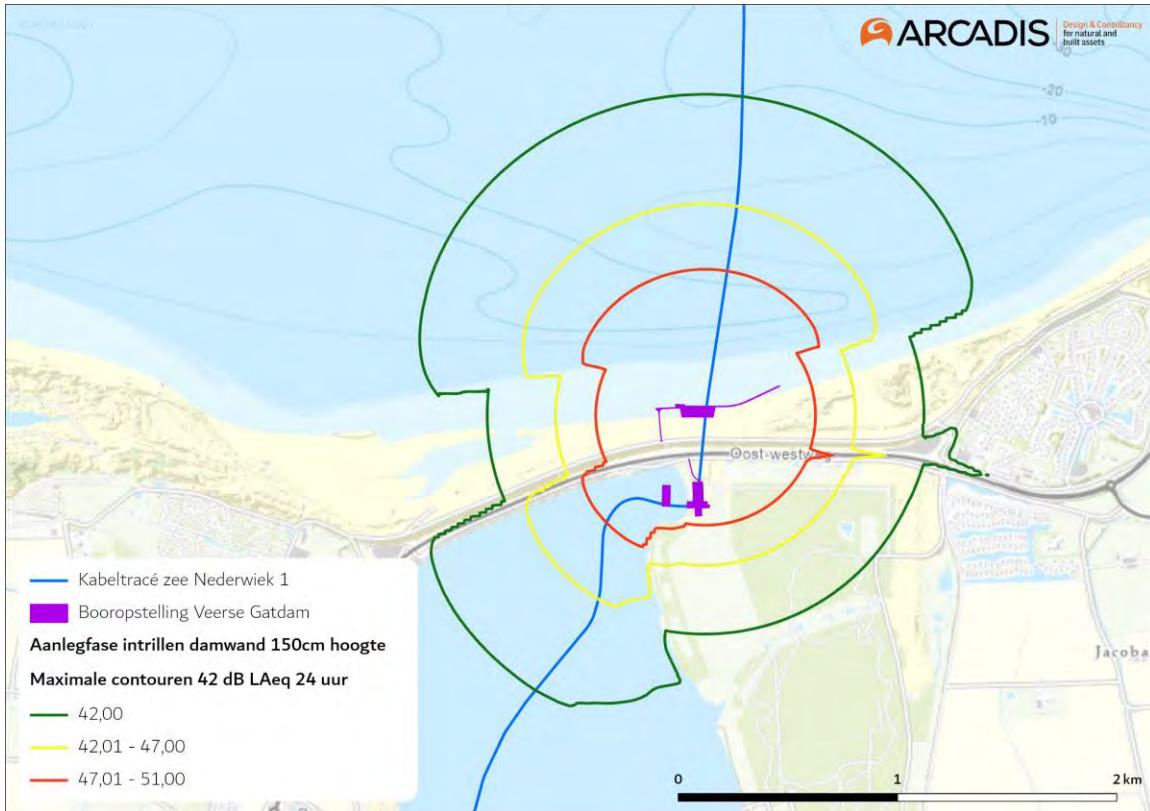 ARCADIS
Design & Consultancy
for natural and
built assets
-20
-10
Oost-westweg
Jacoba
Kabeltracé zee Nederwiek 1
Booropstelling Veerse Gatdam
Aanlegfase intrillen damwand 150cm hoogte
Maximale contouren 42 dB LAeq 24 uur
42,00
42,01 - 47,00
47,01 - 51,00
0 1 2 km